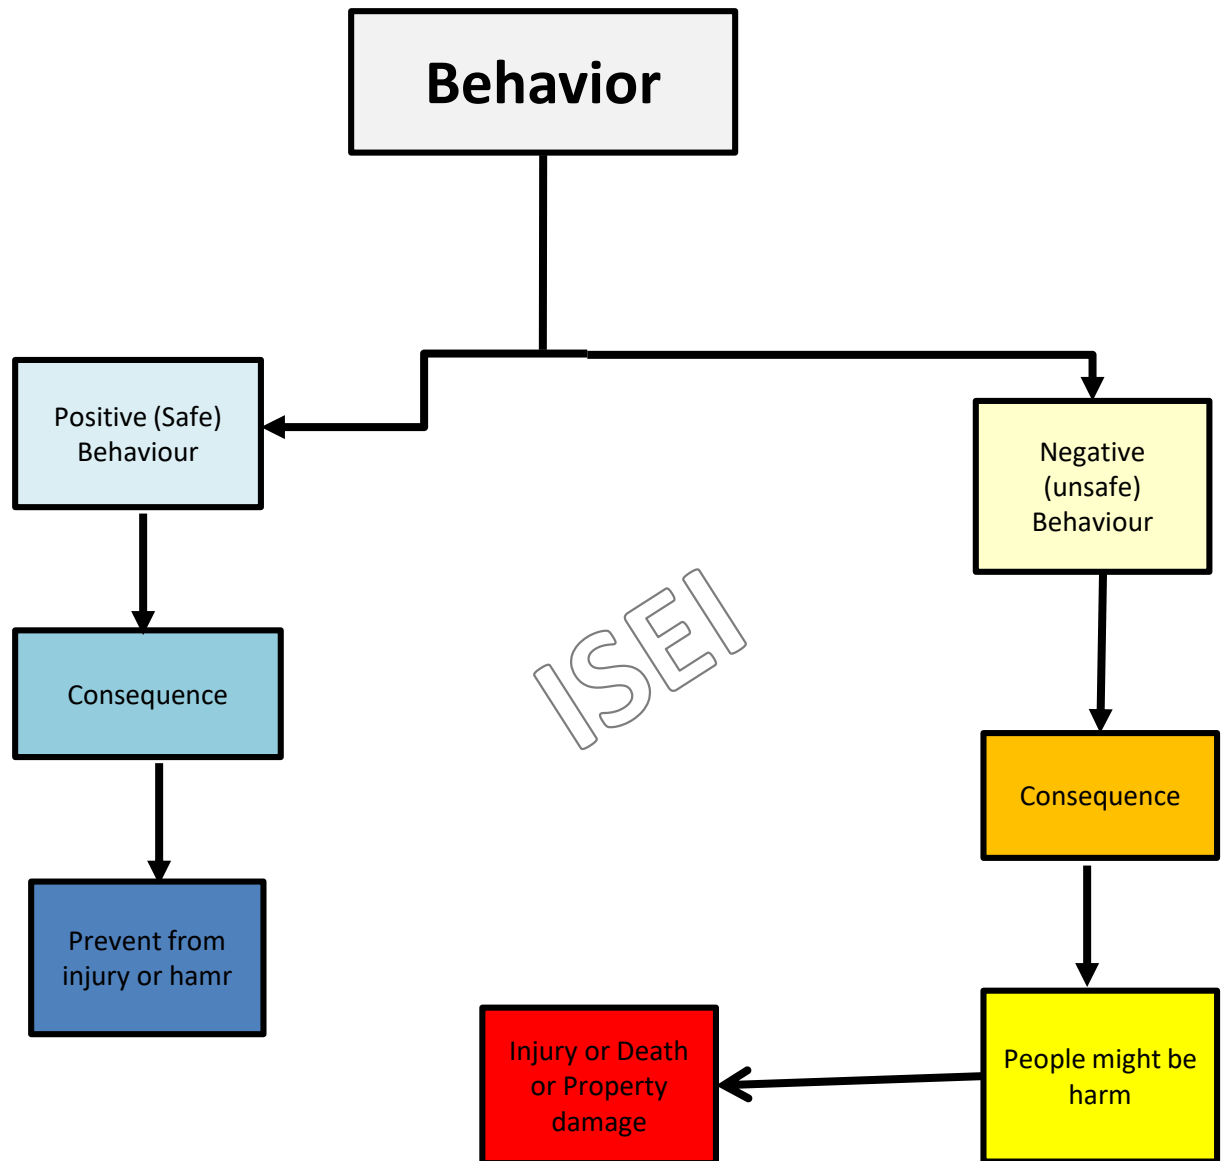 Behavior
Positive (Safe)
Behaviour
Negative
(unsafe)
Behaviour
ISEI
Consequence
Consequence
Prevent from
injury or hamr
Injury or Death
or Property
damage
People might be
harm